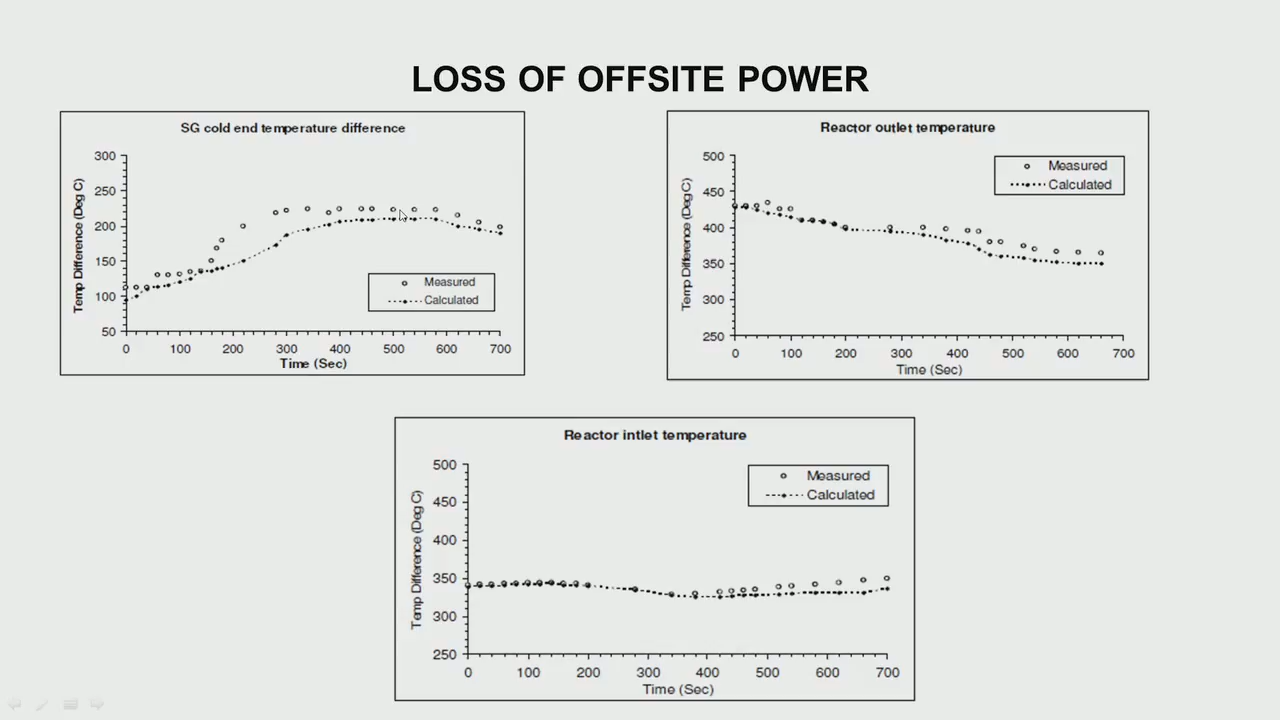 LOSS OF OFFSITE POWER
SG cold end temperature difference
Temp Difference (Deg C)
300
250
200
150
100
50
Measured
Calculated
0 100 200 300 400 500 600 700
Time (Sec)
Reactor outlet temperature
Temp Difference (Deg C)
500
450
400
350
300
250
Measured
Calculated
0 100 200 300 400 500 600 700
Time (Sec)
Reactor intlet temperature
Temp Difference (Deg C)
500
450
400
350
300
250
Measured
Calculated
0 100 200 300 400 500 600 700
Time (Sec)